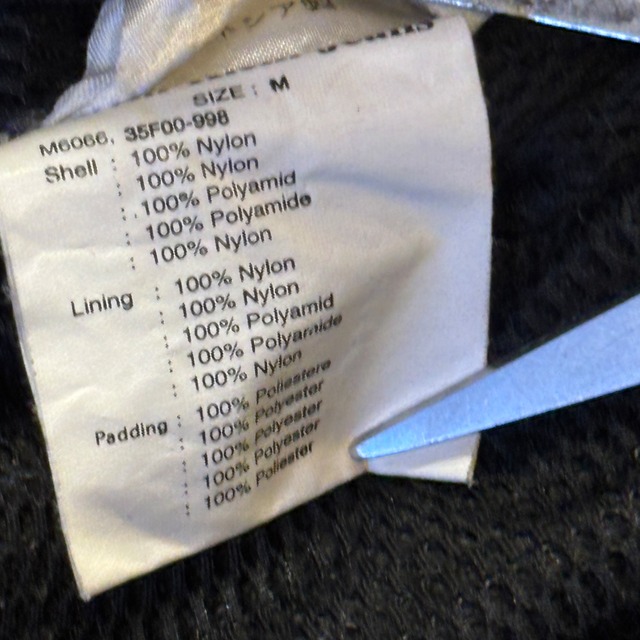 SIZE : M
M6066, 35F00-998
Shell : 100% Nylon
: 100% Nylon
: 100% Polyamid
: 100% Polyamide
: 100% Nylon
Lining : 100% Nylon
: 100% Nylon
: 100% Polyamid
: 100% Polyamide
: 100% Nylon
Padding : 100% Poliestere
: 100% Polyester
: 100% Polyester
: 100% Polyester
: 100% Poliester